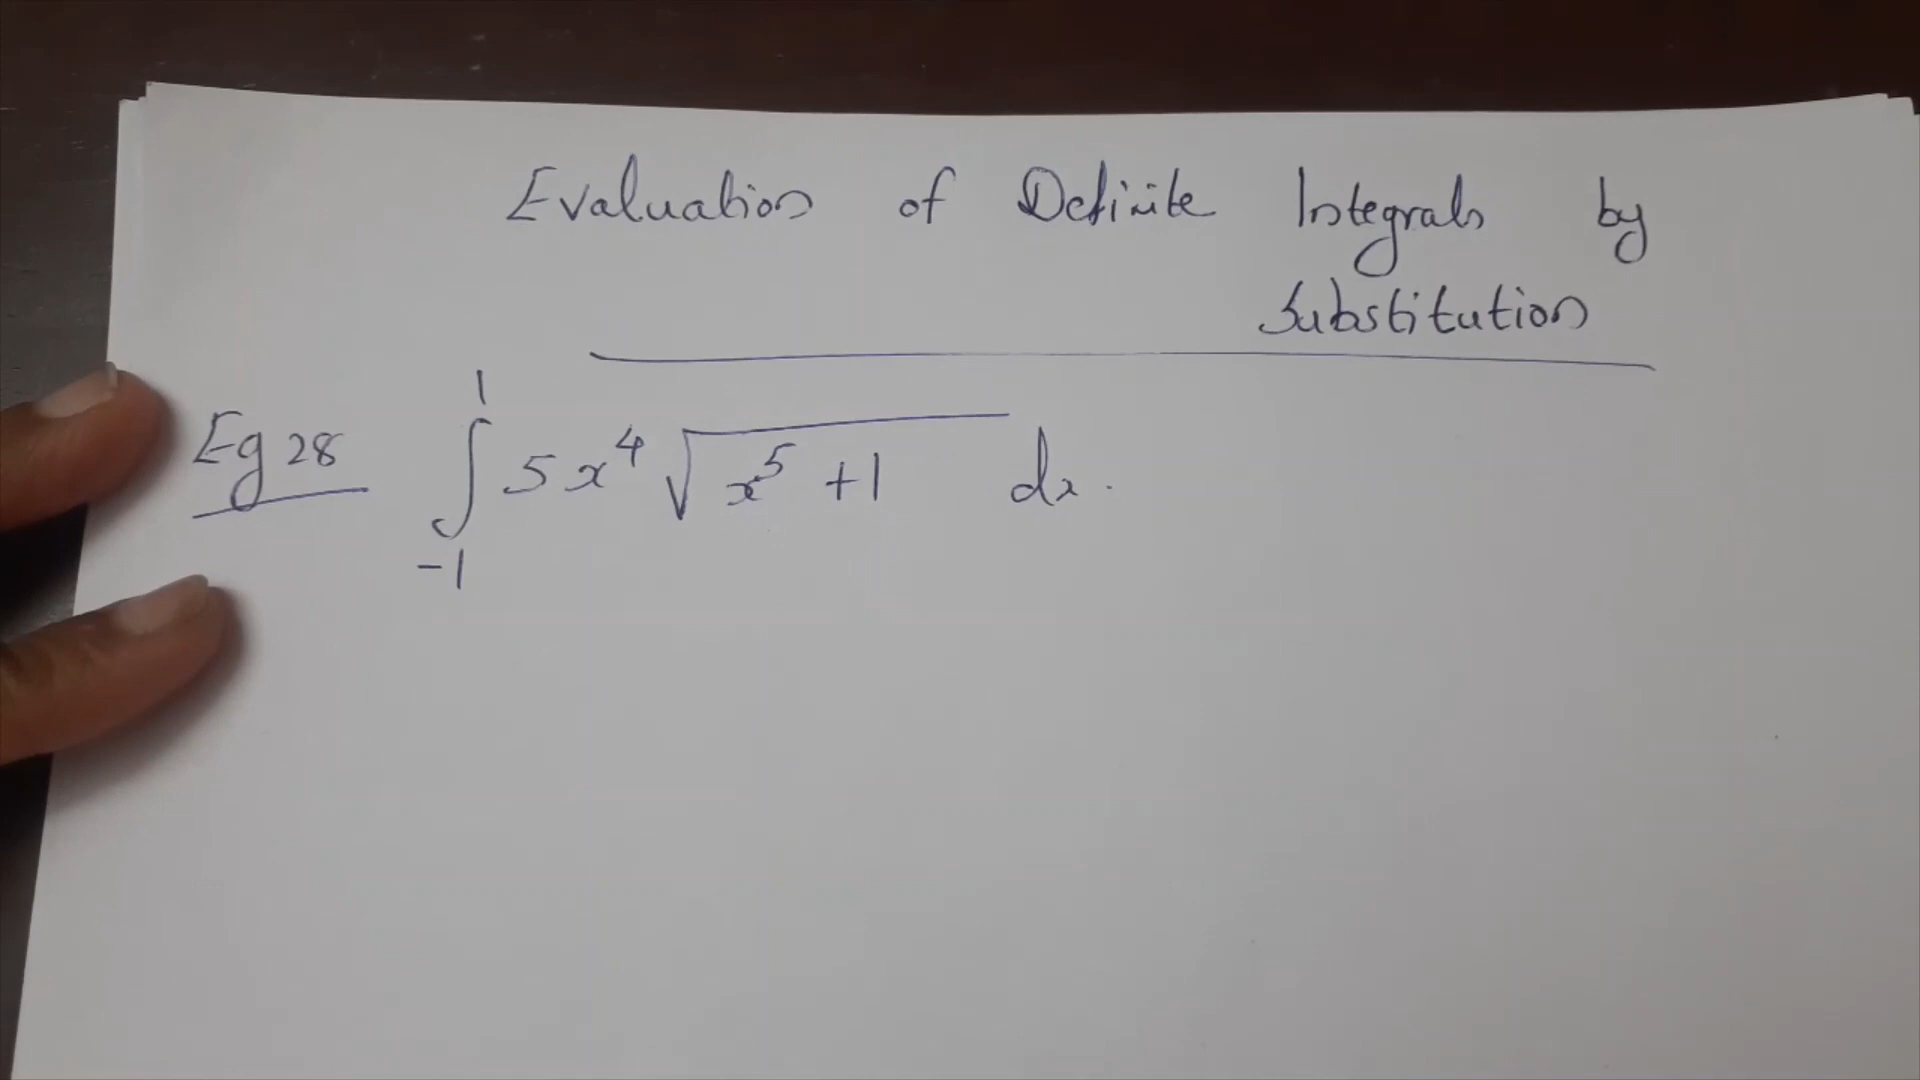 Evaluation of Definite Integrals by
Substitution
Eg 28 ∫₋₁¹ 5x⁴ √(x⁵ + 1) dx.